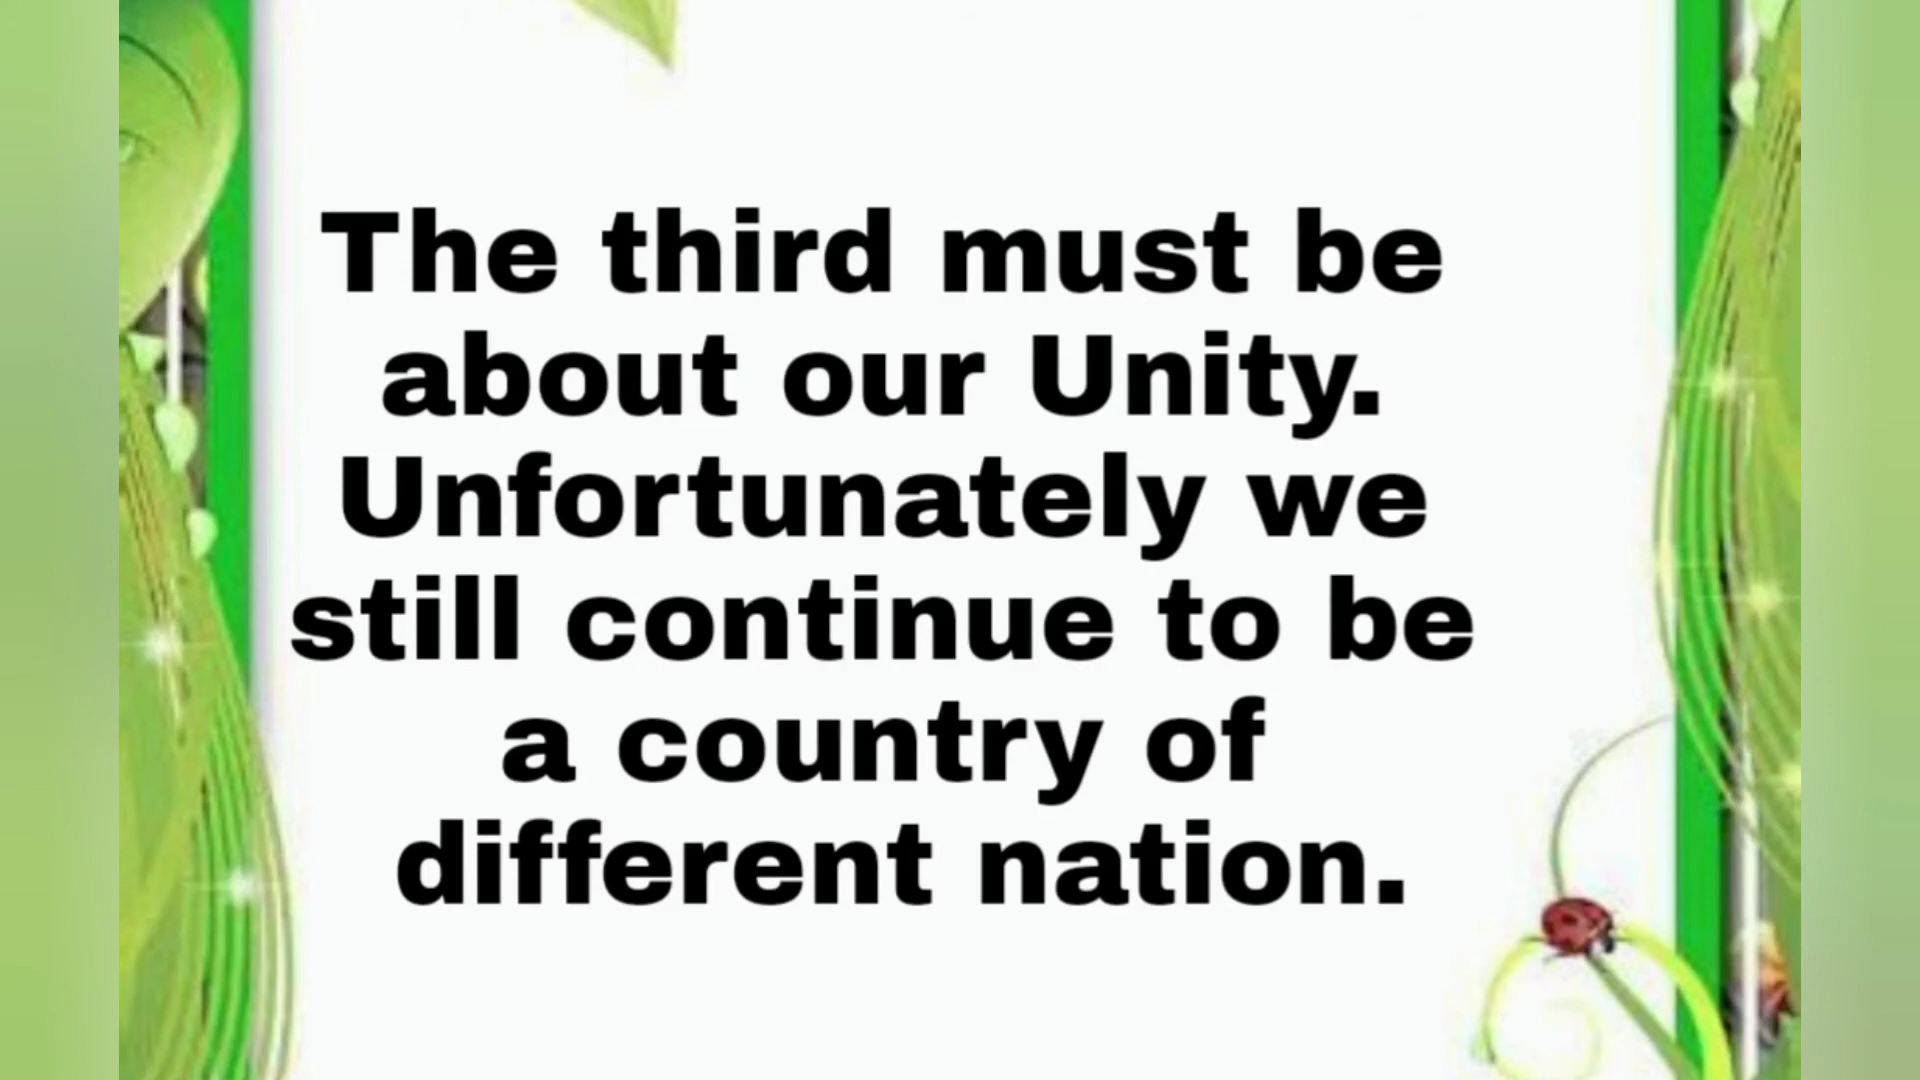 The third must be
about our Unity.
Unfortunately we
still continue to be
a country of
different nation.